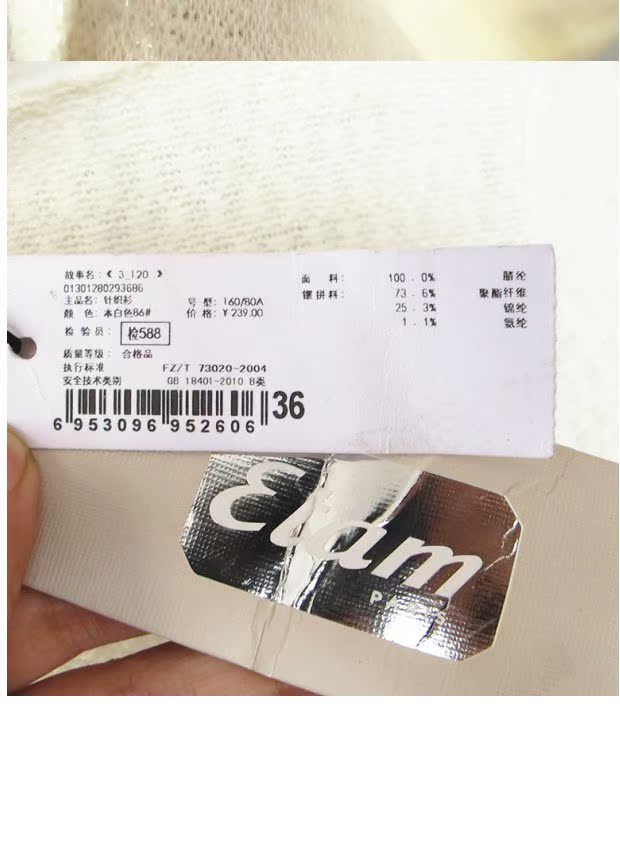 故事名:《 3_120 》
01301280293686
主品名: 针织衫 号 型: 160/80A
颜 色: 本白色86# 价 格: ¥239.00
检 验 员: 检588
质量等级: 合格品
执行标准 FZ/T 73020-2004
安全技术类别 GB 18401-2010 B类
6 953096 952606 36
面 料: 100. 0% 腈纶
镶拼料: 73. 6% 聚酯纤维
25. 3% 锦纶
1. 1% 氨纶
Elam